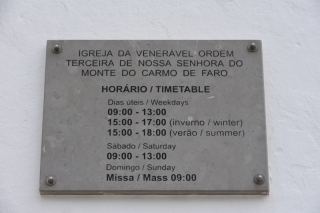 IGREJA DA VENERÁVEL ORDEM
TERCEIRA DE NOSSA SENHORA DO
MONTE DO CARMO DE FARO
HORÁRIO / TIMETABLE
Dias úteis / Weekdays
09:00 - 13:00
15:00 - 17:00 (inverno / winter)
15:00 - 18:00 (verão / summer)
Sábado / Saturday
09:00 - 13:00
Domingo / Sunday
Missa / Mass 09:00